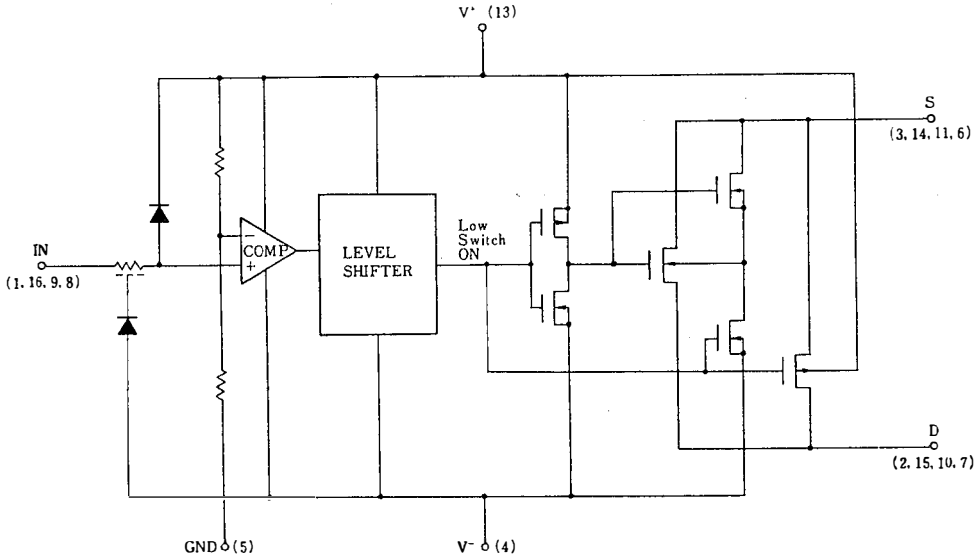 V⁺ (13)
S
(3, 14, 11, 6)
IN
(1, 16, 9, 8)
−
COMP
+
LEVEL
SHIFTER
Low
Switch
ON
D
(2, 15, 10, 7)
GND (5)
V⁻ (4)